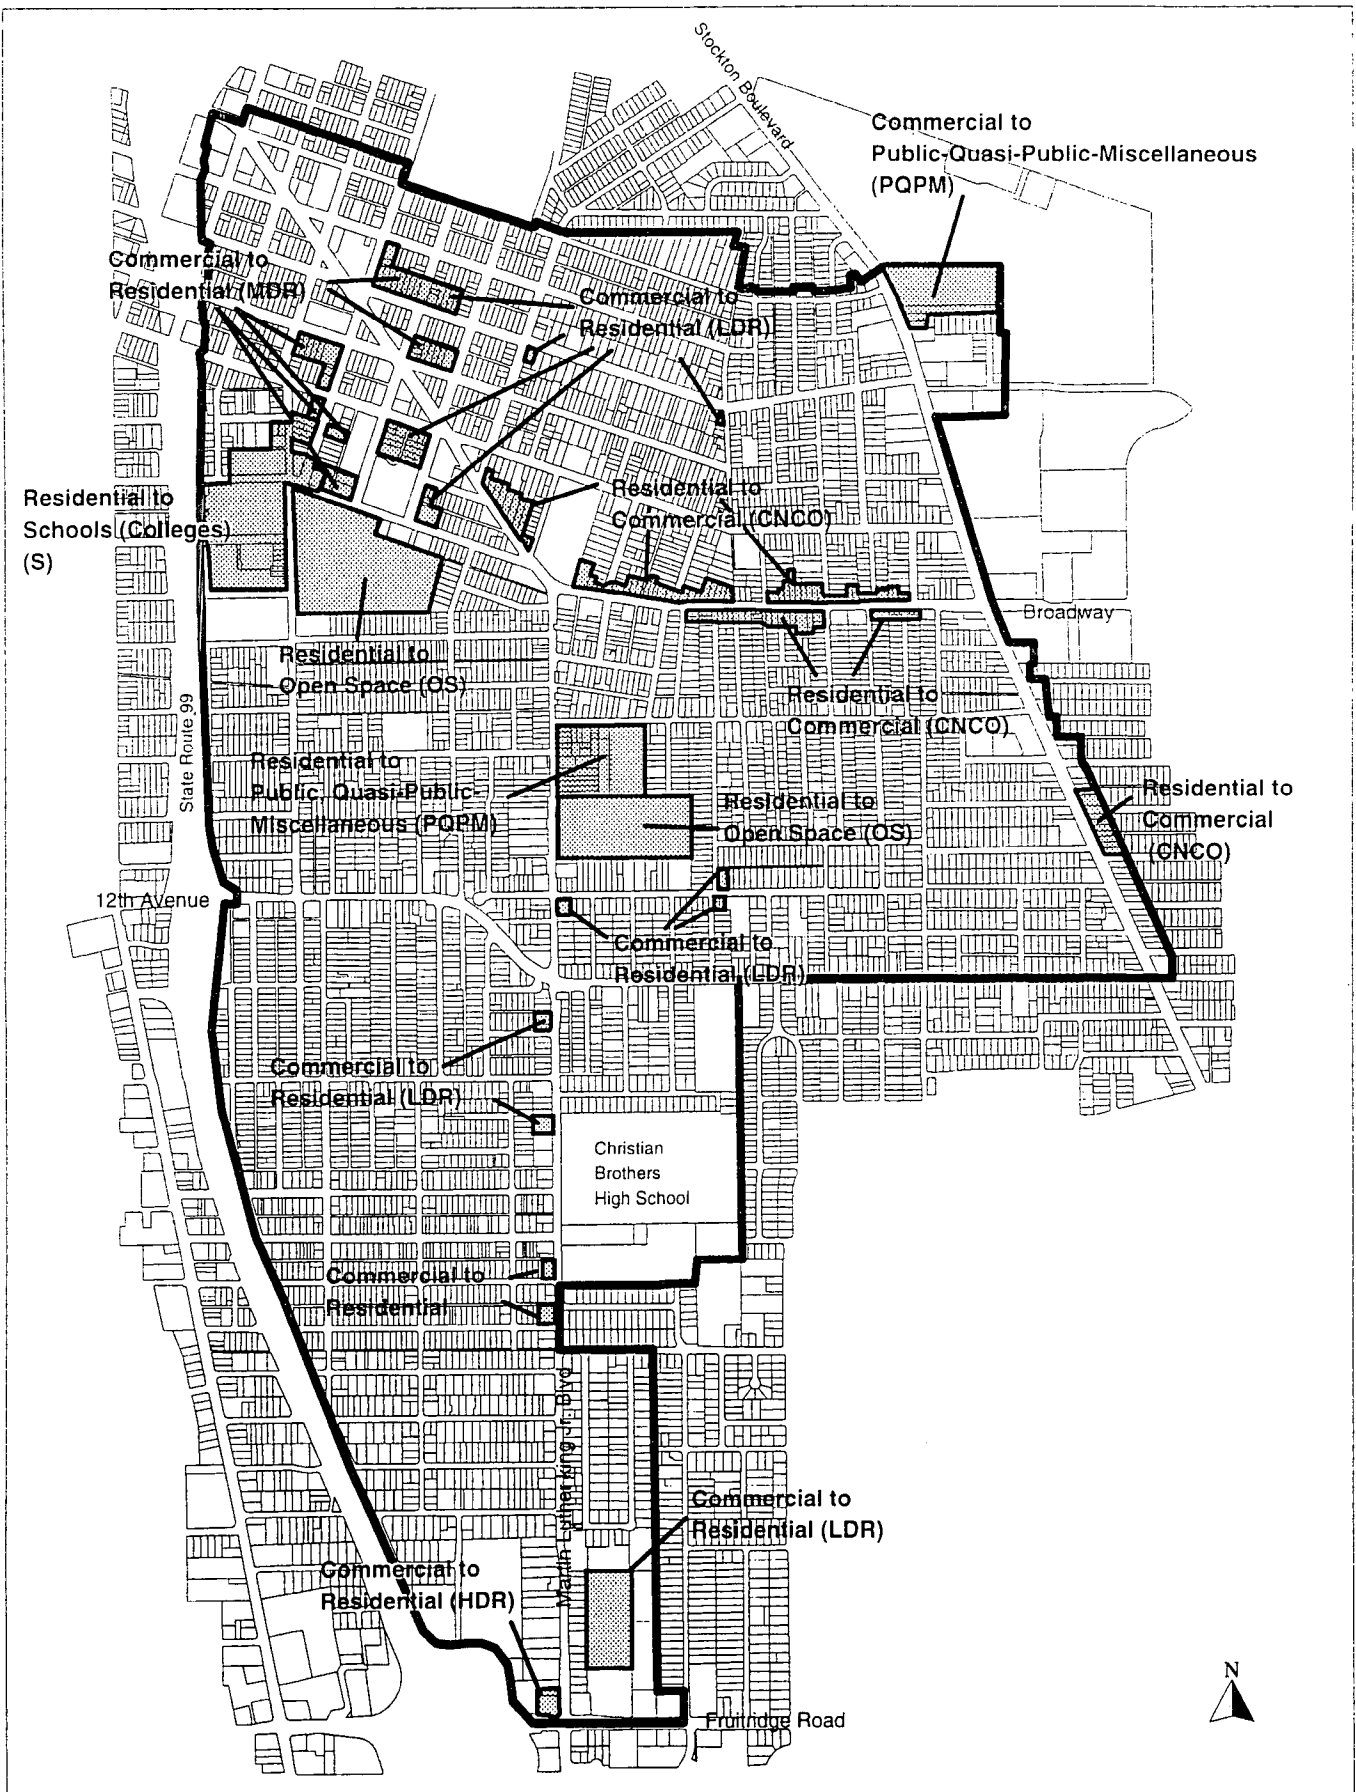 Stockton Boulevard
Commercial to
Public-Quasi-Public-Miscellaneous
(PQPM)
Commercial to
Residential (MDR)
Commercial to
Residential (LDR)
Residential to
Schools (Colleges)
(S)
Residential to
Commercial (CNCO)
Broadway
Residential to
Open Space (OS)
State Route 99
Residential to
Commercial (CNCO)
Residential to
Public, Quasi-Public-
Miscellaneous (PQPM)
Residential to
Open Space (OS)
Residential to
Commercial
(CNCO)
12th Avenue
Commercial to
Residential (LDR)
Commercial to
Residential (LDR)
Christian
Brothers
High School
Commercial to
Residential
Martin Luther king Jr. Blvd
Commercial to
Residential (LDR)
Commercial to
Residential (HDR)
N
Fruitridge Road